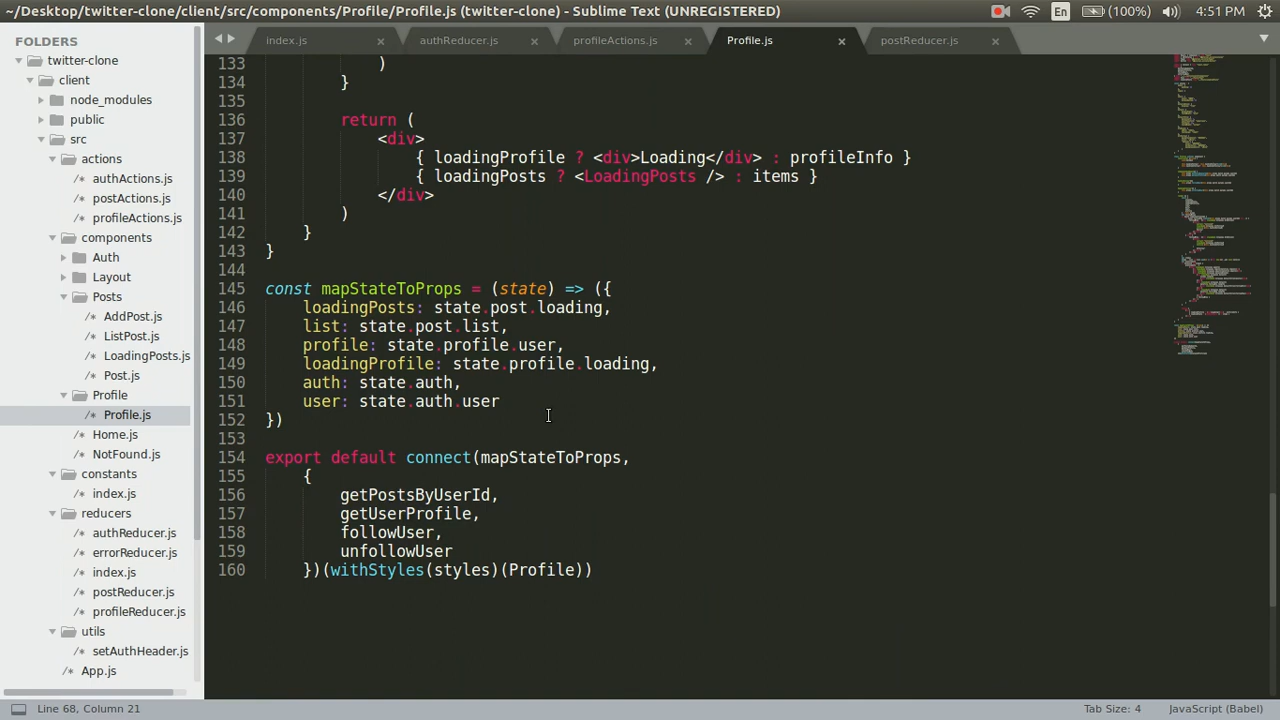 ~/Desktop/twitter-clone/client/src/components/Profile/Profile.js (twitter-clone) - Sublime Text (UNREGISTERED)
En
(100%)
4:51 PM
FOLDERS
twitter-clone
client
node_modules
public
src
actions
/* authActions.js
/* postActions.js
/* profileActions.js
components
Auth
Layout
Posts
/* AddPost.js
/* ListPost.js
/* LoadingPosts.js
/* Post.js
Profile
/* Profile.js
/* Home.js
/* NotFound.js
constants
/* index.js
reducers
/* authReducer.js
/* errorReducer.js
/* index.js
/* postReducer.js
/* profileReducer.js
utils
/* setAuthHeader.js
/* App.js
index.js
authReducer.js
profileActions.js
Profile.js
postReducer.js
133 )
134 }
135
136 return (
137 <div>
138 { loadingProfile ? <div>Loading</div> : profileInfo }
139 { loadingPosts ? <LoadingPosts /> : items }
140 </div>
141 )
142 }
143 }
144
145 const mapStateToProps = (state) => ({
146 loadingPosts: state.post.loading,
147 list: state.post.list,
148 profile: state.profile.user,
149 loadingProfile: state.profile.loading,
150 auth: state.auth,
151 user: state.auth.user
152 })
153
154 export default connect(mapStateToProps,
155 {
156 getPostsByUserId,
157 getUserProfile,
158 followUser,
159 unfollowUser
160 })(withStyles(styles)(Profile))
Line 68, Column 21
Tab Size: 4
JavaScript (Babel)